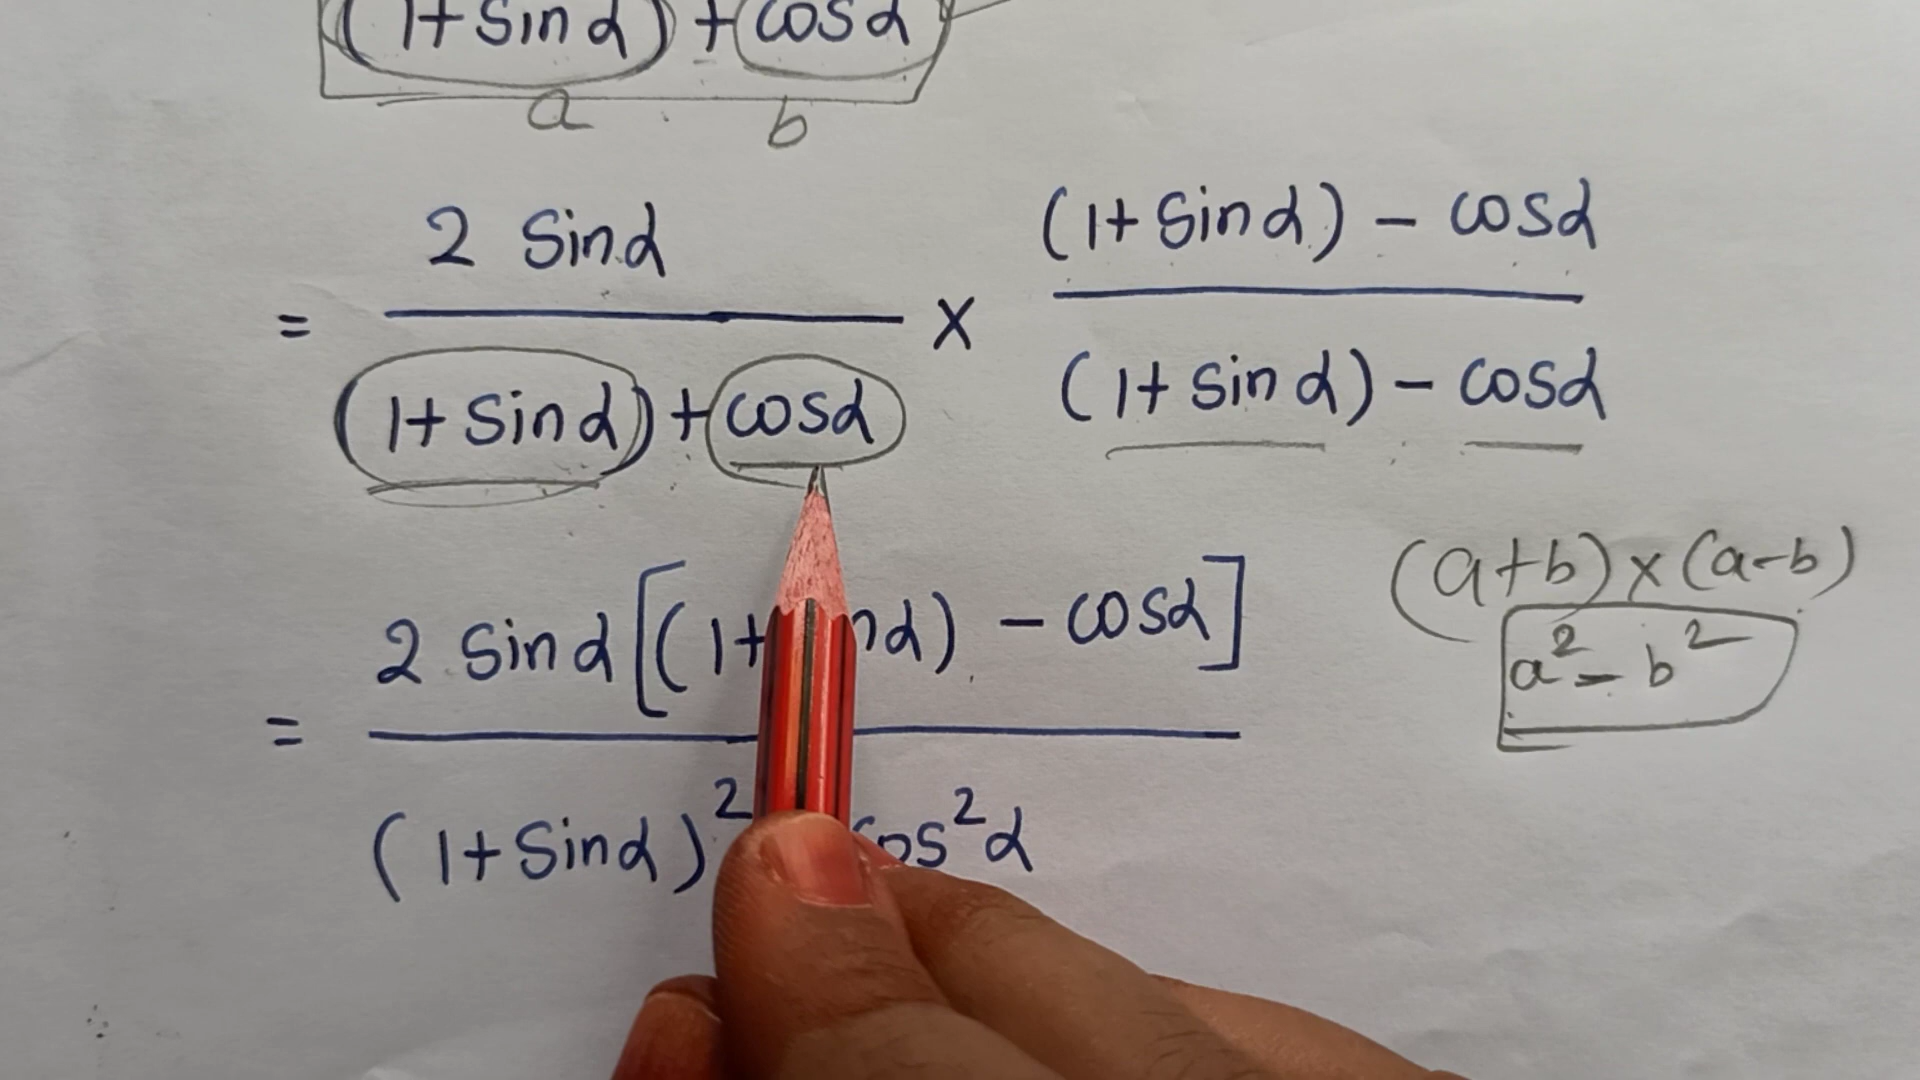 (1+Sinα)+cosα
a b
2 Sinα (1+Sinα) - cosα
= ×
(1+Sinα)+cosα (1+Sinα) - cosα
(a+b)×(a-b)
2 Sinα[(1+ nα) - cosα]
a² - b²
=
(1+Sinα)² cos²α